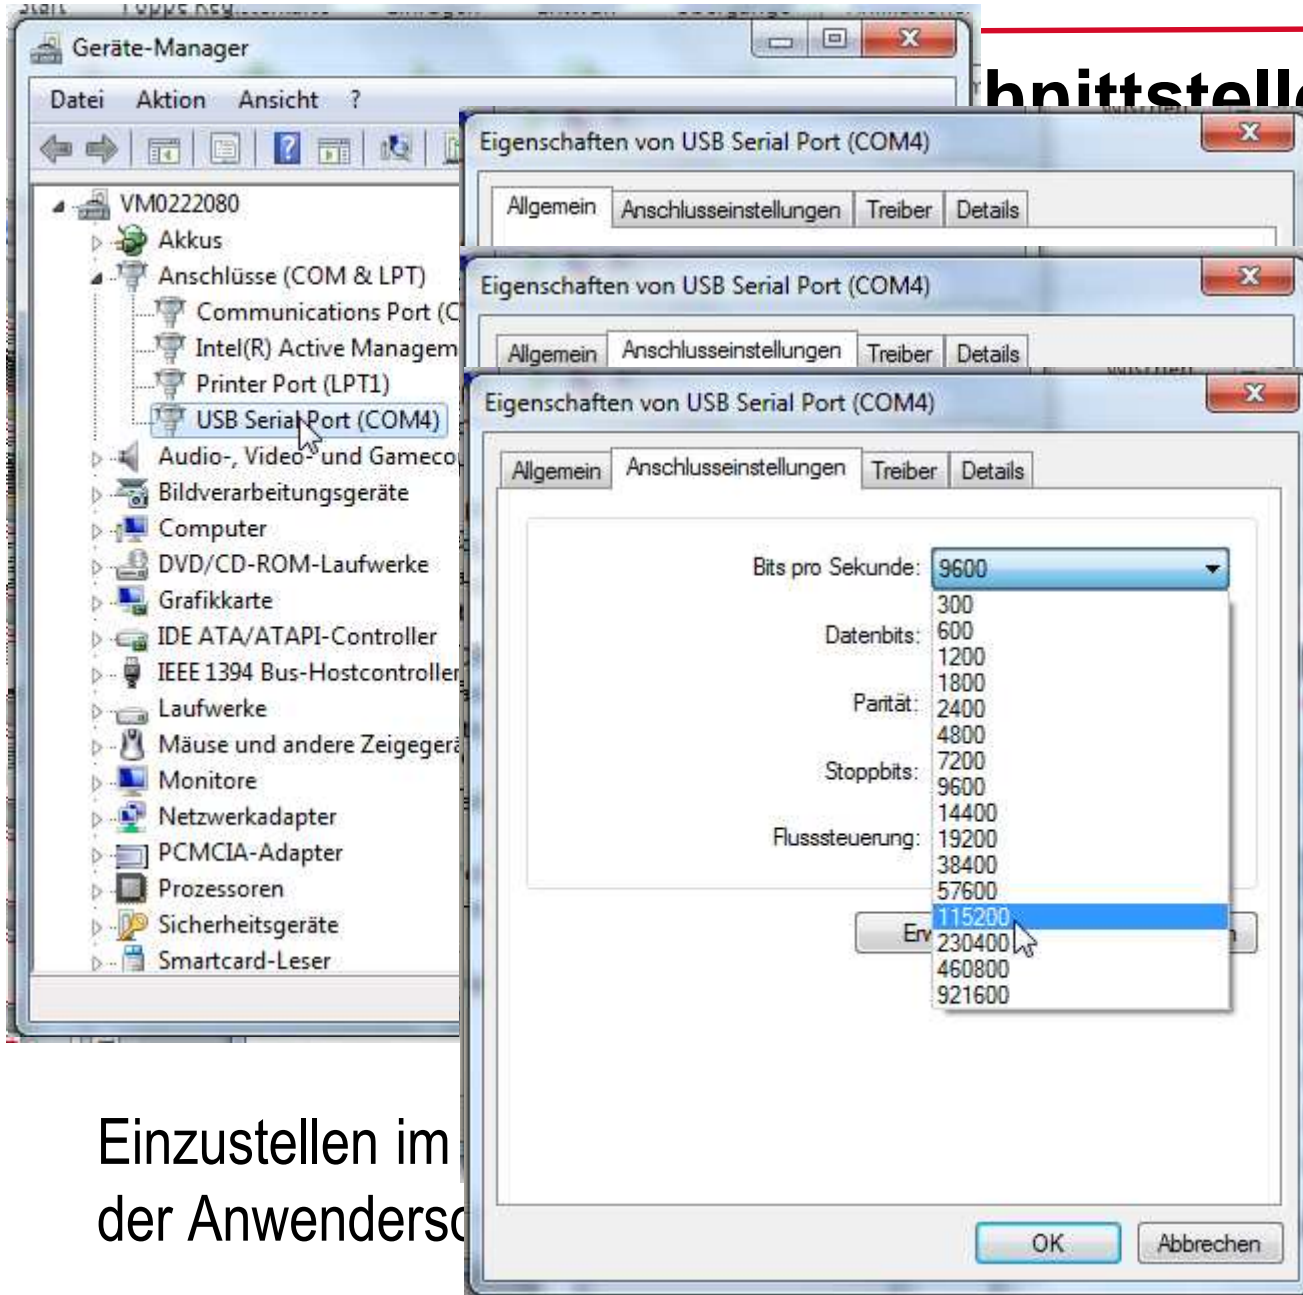 Geräte-Manager
Datei Aktion Ansicht ?
VM0222080
Akkus
Anschlüsse (COM & LPT)
Communications Port (C
Intel(R) Active Managem
Printer Port (LPT1)
USB Serial Port (COM4)
Audio-, Video- und Gameco
Bildverarbeitungsgeräte
Computer
DVD/CD-ROM-Laufwerke
Grafikkarte
IDE ATA/ATAPI-Controller
IEEE 1394 Bus-Hostcontroller
Laufwerke
Mäuse und andere Zeigegerä
Monitore
Netzwerkadapter
PCMCIA-Adapter
Prozessoren
Sicherheitsgeräte
Smartcard-Leser
hnittstelle
Eigenschaften von USB Serial Port (COM4)
Allgemein Anschlusseinstellungen Treiber Details
Eigenschaften von USB Serial Port (COM4)
Allgemein Anschlusseinstellungen Treiber Details
Eigenschaften von USB Serial Port (COM4)
Allgemein Anschlusseinstellungen Treiber Details
Bits pro Sekunde: 9600
300
Datenbits: 600
1200
1800
Parität: 2400
4800
7200
Stoppbits: 9600
14400
Flusssteuerung: 19200
38400
57600
115200
230400
460800
921600
OK Abbrechen
Einzustellen im
der Anwendersc